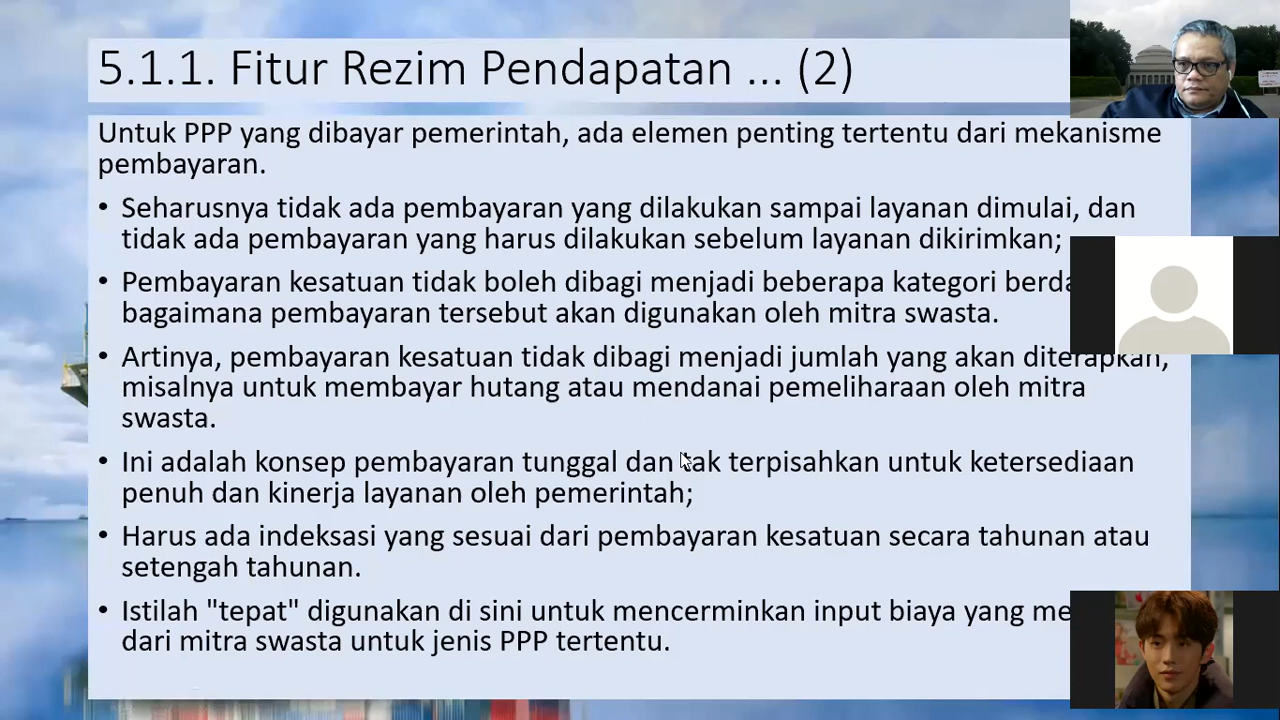 5.1.1. Fitur Rezim Pendapatan ... (2)
Untuk PPP yang dibayar pemerintah, ada elemen penting tertentu dari mekanisme
pembayaran.
• Seharusnya tidak ada pembayaran yang dilakukan sampai layanan dimulai, dan
tidak ada pembayaran yang harus dilakukan sebelum layanan dikirimkan;
• Pembayaran kesatuan tidak boleh dibagi menjadi beberapa kategori
bagaimana pembayaran tersebut akan digunakan oleh mitra swasta.
• Artinya, pembayaran kesatuan tidak dibagi menjadi jumlah yang akan diterapkan,
misalnya untuk membayar hutang atau mendanai pemeliharaan oleh mitra
swasta.
• Ini adalah konsep pembayaran tunggal dan tak terpisahkan untuk ketersediaan
penuh dan kinerja layanan oleh pemerintah;
• Harus ada indeksasi yang sesuai dari pembayaran kesatuan secara tahunan atau
setengah tahunan.
• Istilah "tepat" digunakan di sini untuk mencerminkan input biaya yang
dari mitra swasta untuk jenis PPP tertentu.